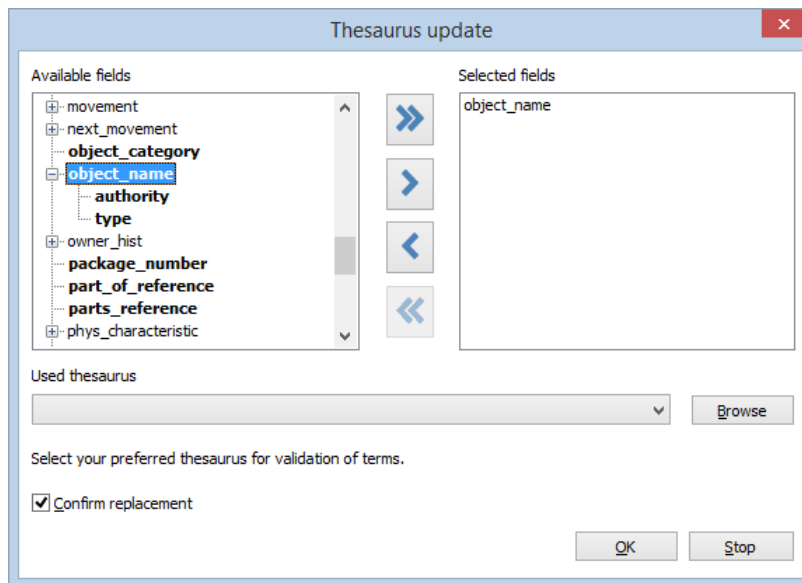 Thesaurus update
Available fields
movement
next_movement
object_category
object_name
authority
type
owner_hist
package_number
part_of_reference
parts_reference
phys_characteristic
Selected fields
object_name
Used thesaurus
Browse
Select your preferred thesaurus for validation of terms.
Confirm replacement
OK
Stop